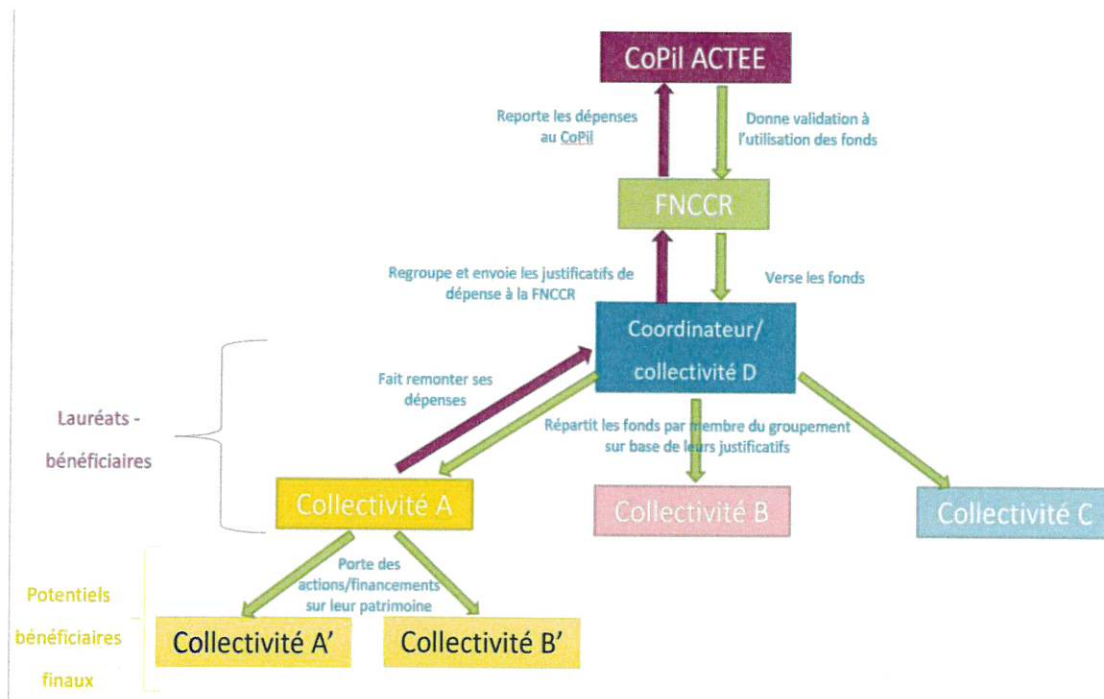 CoPil ACTEE
Reporte les dépenses
au CoPil
Donne validation à
l'utilisation des fonds
FNCCR
Regroupe et envoie les justificatifs de
dépense à la FNCCR
Verse les fonds
Coordinateur/
collectivité D
Fait remonter ses
dépenses
Répartit les fonds par membre du groupement
sur base de leurs justificatifs
Lauréats -
bénéficiaires
Collectivité A
Collectivité B
Collectivité C
Porte des
actions/financements
sur leur patrimoine
Potentiels
bénéficiaires
finaux
Collectivité A'
Collectivité B'